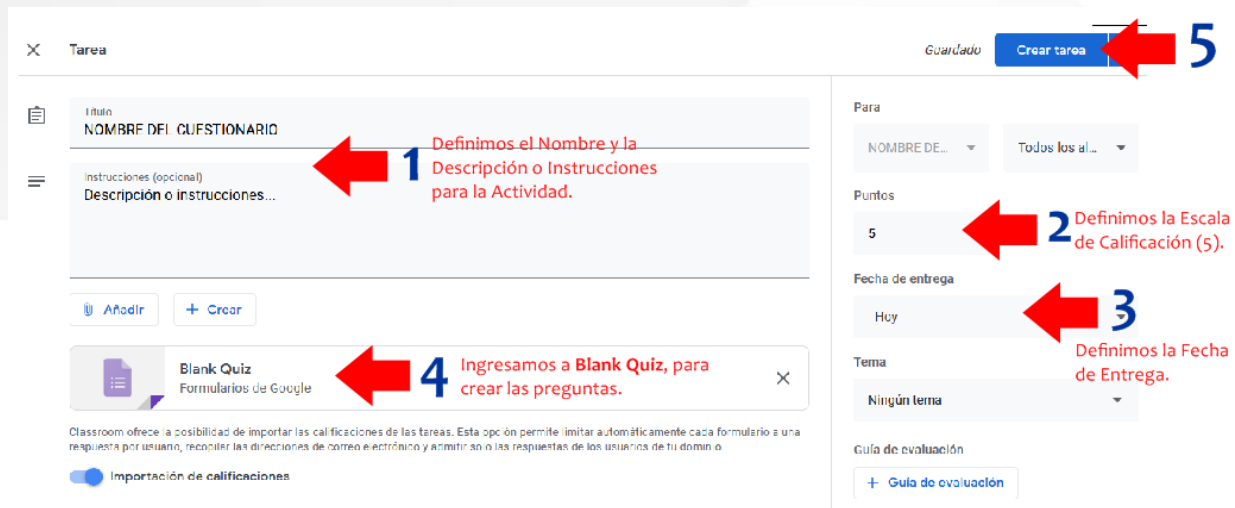 Tarea
Guardado
Crear tarea
5
Título
NOMBRE DEL CUESTIONARIO
1
Definimos el Nombre y la
Descripción o Instrucciones
para la Actividad.
Instrucciones (opcional)
Descripción o instrucciones...
Añadir
+ Crear
Blank Quiz
Formularios de Google
4
Ingresamos a Blank Quiz, para
crear las preguntas.
Classroom ofrece la posibilidad de importar las calificaciones de las tareas. Esta opción permite limitar automáticamente cada formulario a una
respuesta por usuario, recopilar las direcciones de correo electrónico y admitir solo las respuestas de los usuarios de tu dominio
Importación de calificaciones
Para
NOMBRE DE...
Todos los al...
Puntos
5
2
Definimos la Escala
de Calificación (5).
Fecha de entrega
Hoy
3
Definimos la Fecha
de Entrega.
Tema
Ningún tema
Guía de evaluación
+ Guía de evaluación